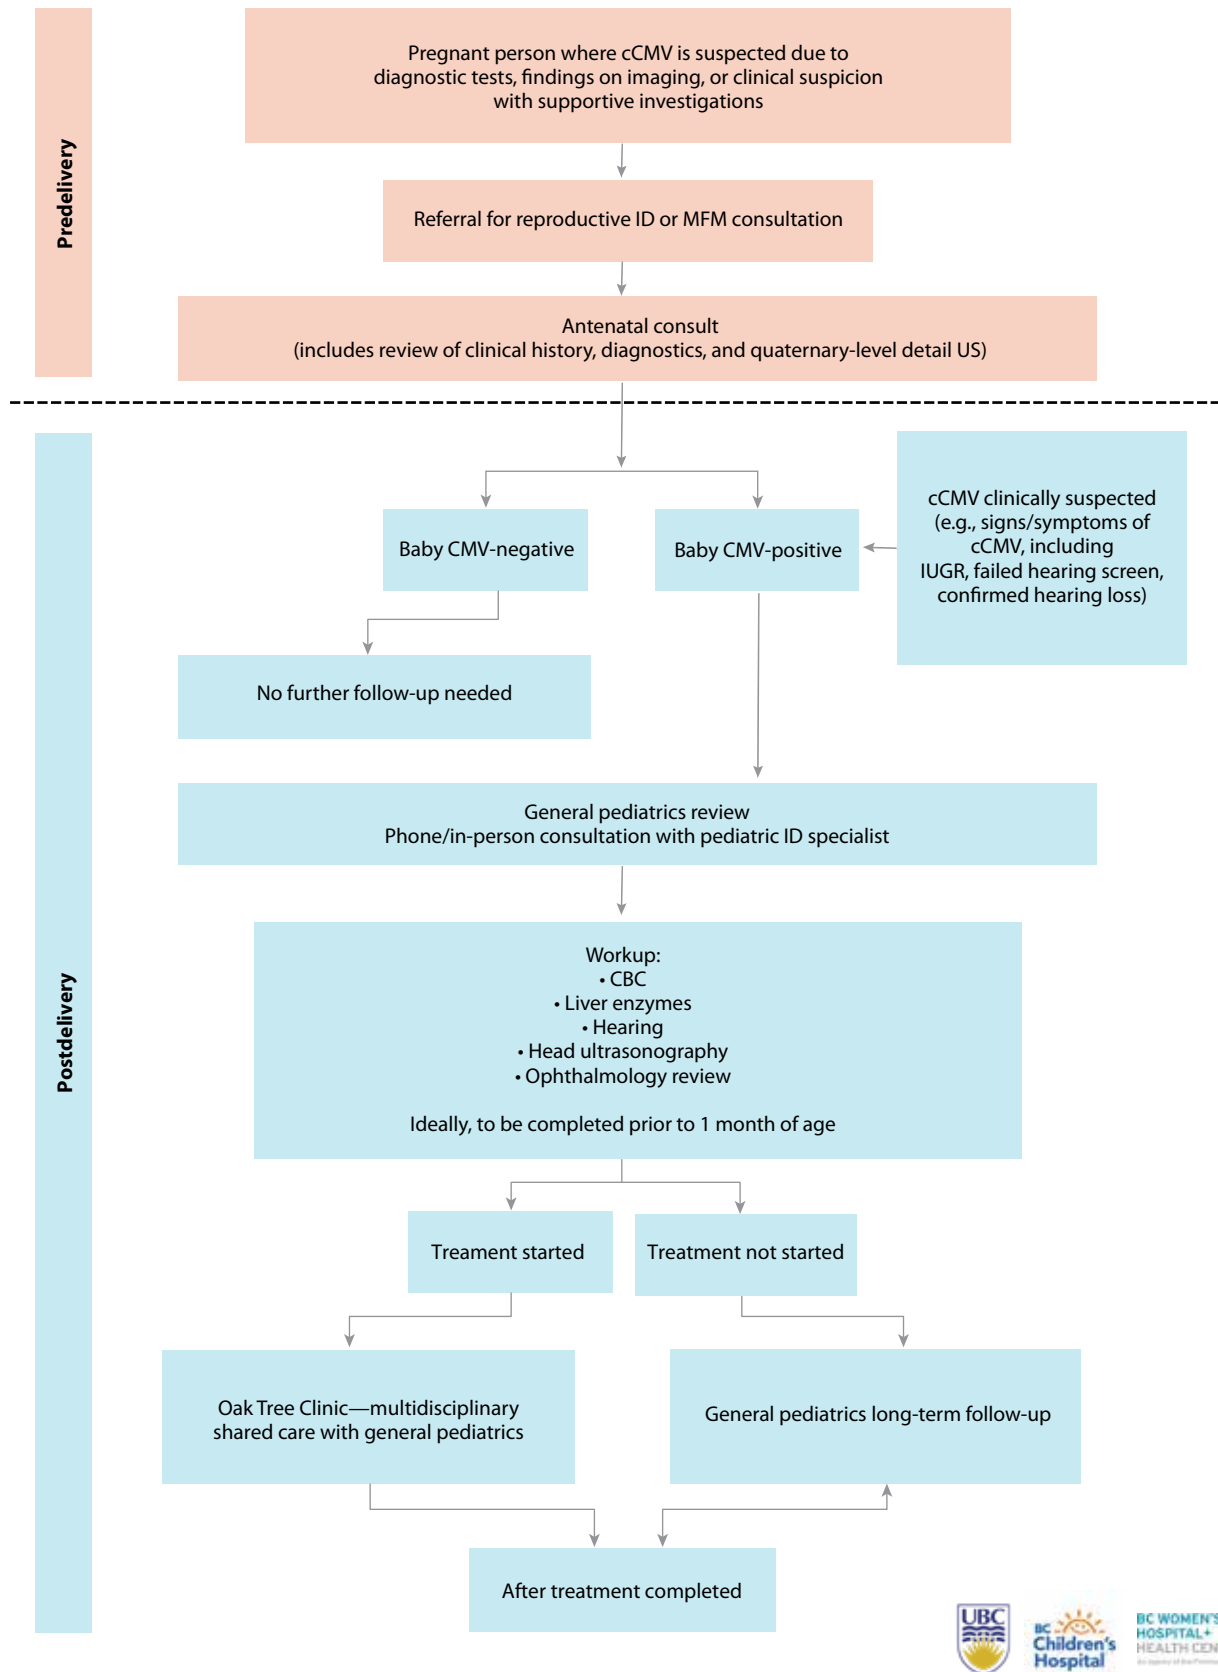 Predelivery
Pregnant person where cCMV is suspected due to
diagnostic tests, findings on imaging, or clinical suspicion
with supportive investigations
Referral for reproductive ID or MFM consultation
Antenatal consult
(includes review of clinical history, diagnostics, and quaternary-level detail US)
Postdelivery
Baby CMV-negative
Baby CMV-positive
cCMV clinically suspected
(e.g., signs/symptoms of
cCMV, including
IUGR, failed hearing screen,
confirmed hearing loss)
No further follow-up needed
General pediatrics review
Phone/in-person consultation with pediatric ID specialist
Workup:
• CBC
• Liver enzymes
• Hearing
• Head ultrasonography
• Ophthalmology review
Ideally, to be completed prior to 1 month of age
Treament started
Treatment not started
Oak Tree Clinic—multidisciplinary
shared care with general pediatrics
General pediatrics long-term follow-up
After treatment completed
UBC
BC
Children's
Hospital
BC WOMEN'S
HOSPITAL+
HEALTH CEN